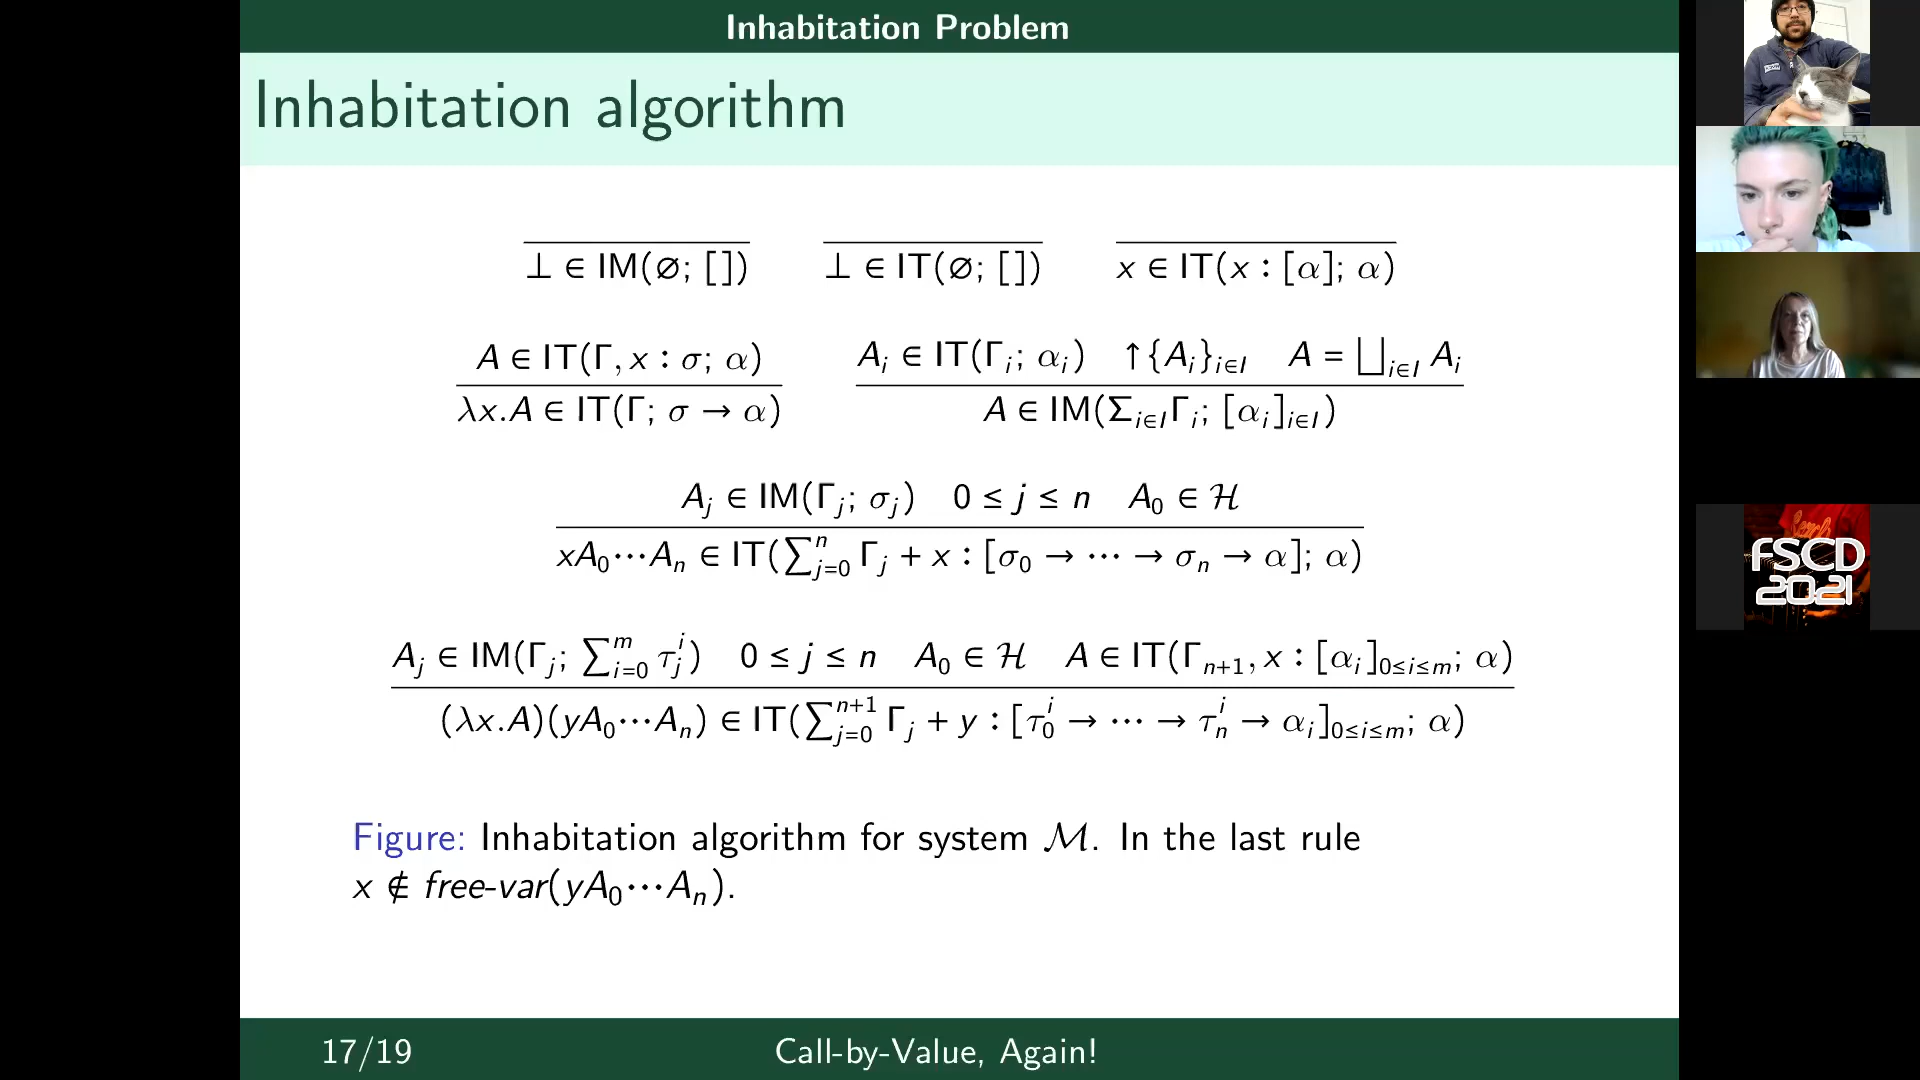 Inhabitation Problem
Inhabitation algorithm
⊥ ∈ IM(∅; [ ]) ⊥ ∈ IT(∅; [ ]) x ∈ IT(x : [α]; α)
A ∈ IT(Γ, x : σ; α) A_i ∈ IT(Γ_i; α_i) ↑{A_i}_{i∈I} A = ⨆_{i∈I} A_i
λx.A ∈ IT(Γ; σ → α) A ∈ IM(Σ_{i∈I}Γ_i; [α_i]_{i∈I})
A_j ∈ IM(Γ_j; σ_j) 0 ≤ j ≤ n A_0 ∈ ℋ
xA_0⋯A_n ∈ IT(∑_{j=0}^{n} Γ_j + x : [σ_0 → ⋯ → σ_n → α]; α)
A_j ∈ IM(Γ_j; ∑_{i=0}^{m} τ_j^i) 0 ≤ j ≤ n A_0 ∈ ℋ A ∈ IT(Γ_{n+1}, x : [α_i]_{0≤i≤m}; α)
(λx.A)(yA_0⋯A_n) ∈ IT(∑_{j=0}^{n+1} Γ_j + y : [τ_0^i → ⋯ → τ_n^i → α_i]_{0≤i≤m}; α)
Figure: Inhabitation algorithm for system ℳ. In the last rule
x ∉ free-var(yA_0⋯A_n).
17/19 Call-by-Value, Again!
FSCD
2021